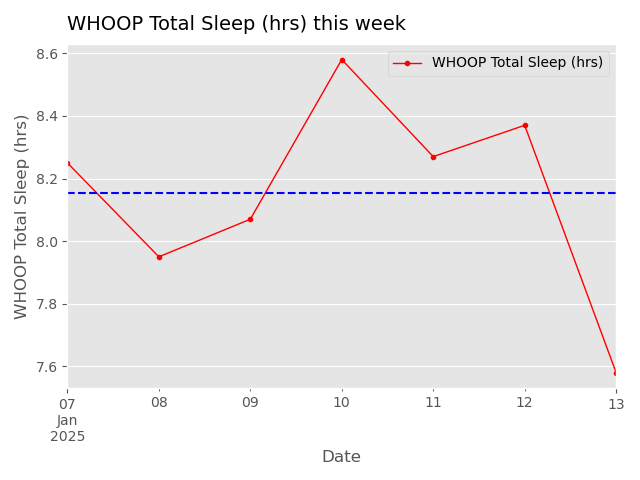 WHOOP Total Sleep (hrs) this week
8.6
WHOOP Total Sleep (hrs)
8.4
8.2
8.0
7.8
7.6
WHOOP Total Sleep (hrs)
07
08
09
10
11
12
13
Jan
2025
Date